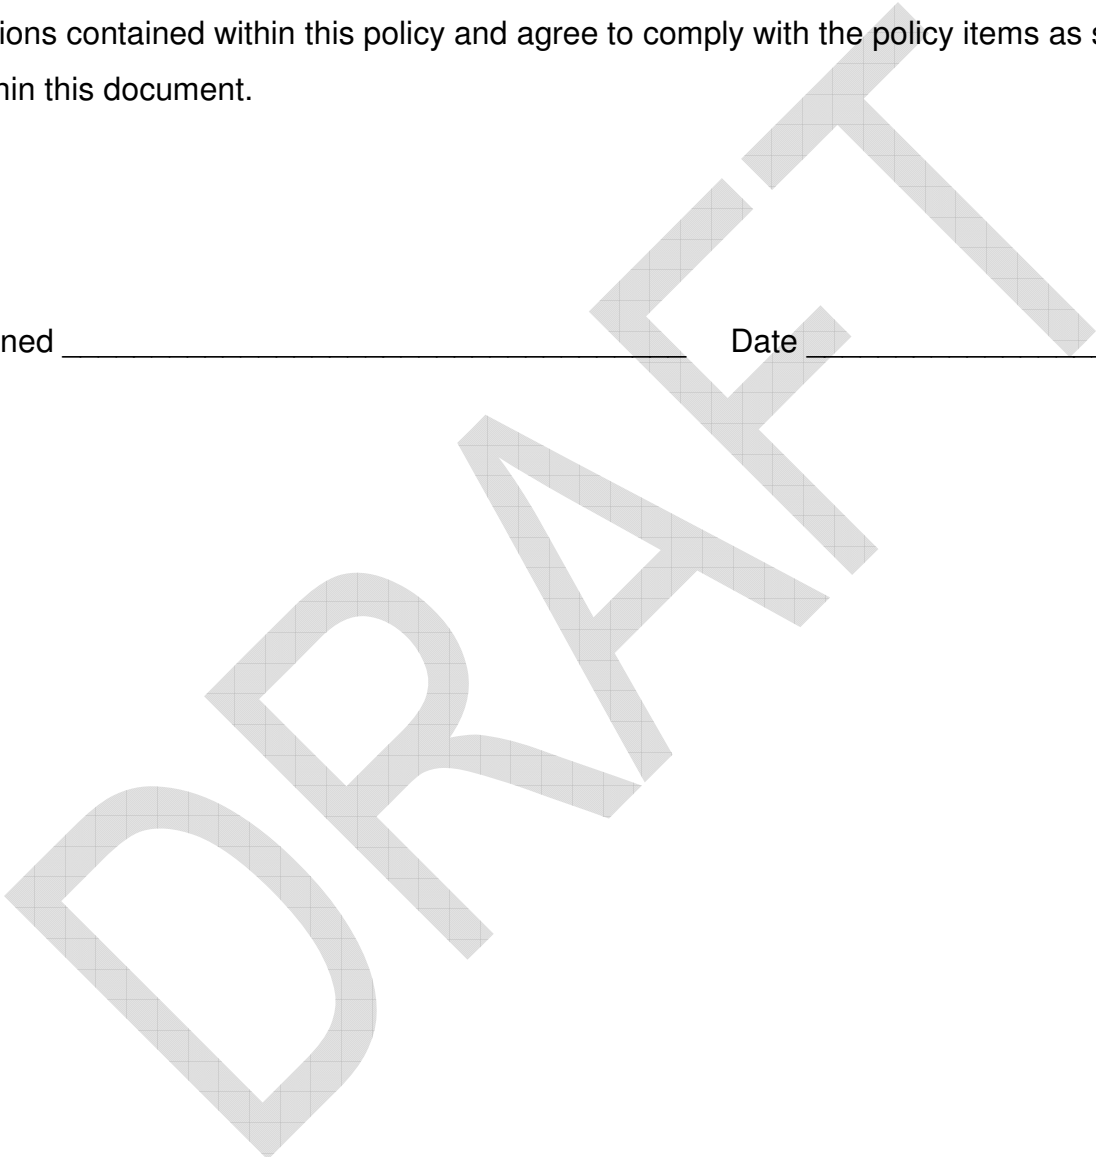 ions contained within this policy and agree to comply with the policy items as s
hin this document.
ned ___________________________________ Date ________________
DRAFT